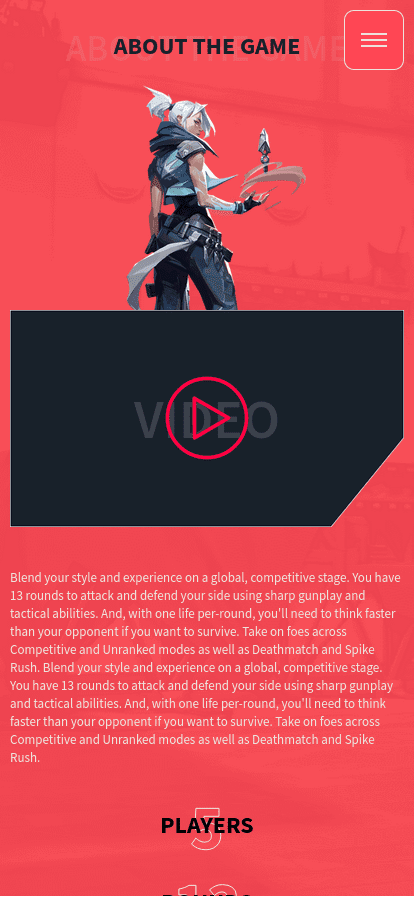 ABOUT THE GAME
ABOUT THE GAME
VIDEO
Blend your style and experience on a global, competitive stage. You have
13 rounds to attack and defend your side using sharp gunplay and
tactical abilities. And, with one life per-round, you'll need to think faster
than your opponent if you want to survive. Take on foes across
Competitive and Unranked modes as well as Deathmatch and Spike
Rush. Blend your style and experience on a global, competitive stage.
You have 13 rounds to attack and defend your side using sharp gunplay
and tactical abilities. And, with one life per-round, you'll need to think
faster than your opponent if you want to survive. Take on foes across
Competitive and Unranked modes as well as Deathmatch and Spike
Rush.
5
PLAYERS